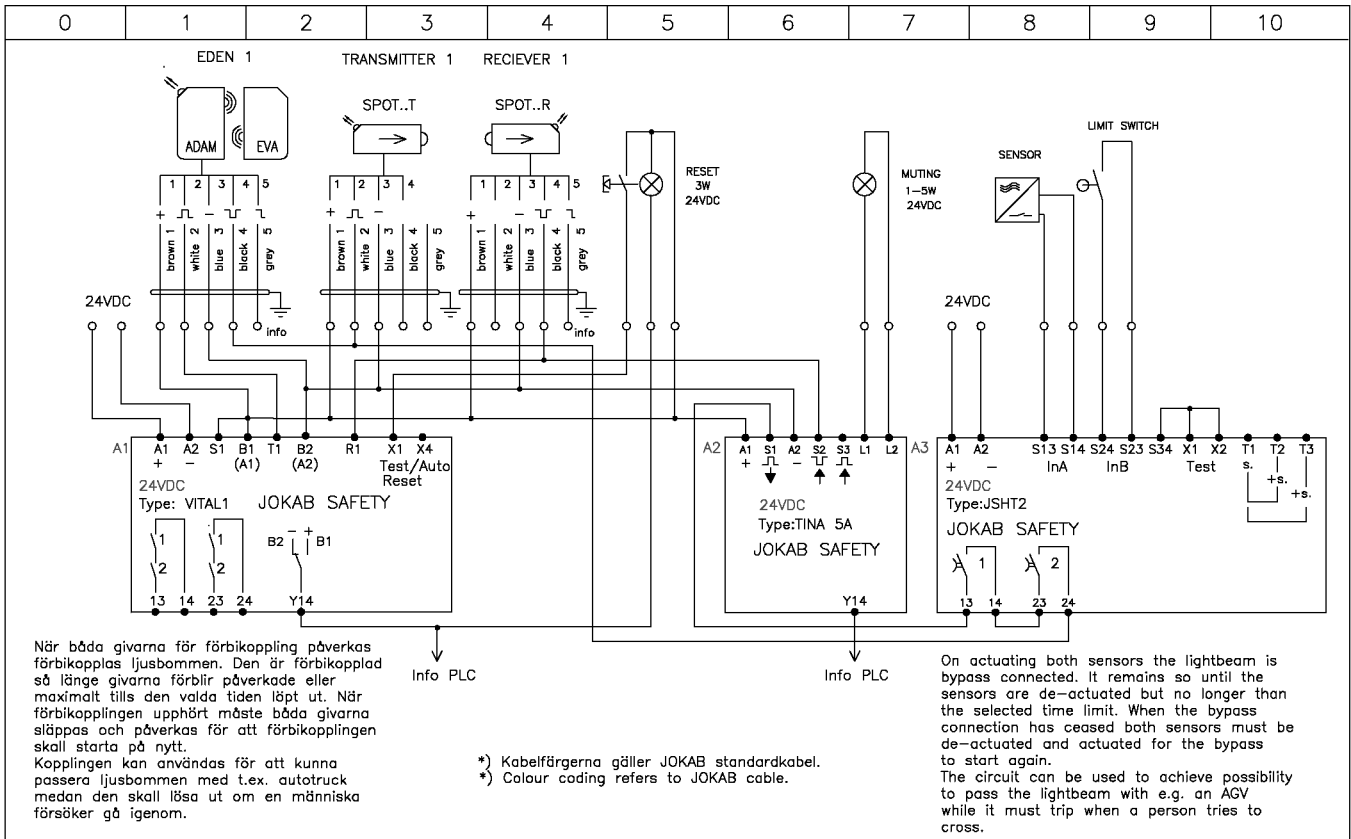 0 1 2 3 4 5 6 7 8 9 10
EDEN 1 TRANSMITTER 1 RECIEVER 1
SPOT..T SPOT..R
LIMIT SWITCH
ADAM EVA
SENSOR
RESET
3W
24VDC
MUTING
1-5W
24VDC
1 2 3 4 5 1 2 3 4 1 2 3 4 5
+ - + - + -
brown 1 white 2 blue 3 black 4 grey 5
brown 1 white 2 blue 3 black 4 grey 5
brown 1 white 2 blue 3 black 4 grey 5
24VDC info info 24VDC
A1 A1 A2 S1 B1 T1 B2 R1 X1 X4
+ - (A1) (A2) Test/Auto
Reset
24VDC
Type: VITAL1 JOKAB SAFETY
B2 - + B1
1 1
2 2
13 14 23 24 Y14
A2 A1 S1 A2 S2 S3 L1 L2
+ -
24VDC
Type:TINA 5A
JOKAB SAFETY
Y14
A3 A1 A2 S13 S14 S24 S23 S34 X1 X2 T1 T2 T3
+ - InA InB Test s. +s. +s.
24VDC
Type:JSHT2
JOKAB SAFETY
1 2
13 14 23 24
Info PLC Info PLC
När båda givarna för förbikoppling påverkas
förbikopplas ljusbommen. Den är förbikopplad
så länge givarna förblir påverkade eller
maximalt tills den valda tiden löpt ut. När
förbikopplingen upphört måste båda givarna
släppas och påverkas för att förbikopplingen
skall starta på nytt.
Kopplingen kan användas för att kunna
passera ljusbommen med t.ex. autotruck
medan den skall lösa ut om en människa
försöker gå igenom.
*) Kabelfärgerna gäller JOKAB standardkabel.
*) Colour coding refers to JOKAB cable.
On actuating both sensors the lightbeam is
bypass connected. It remains so until the
sensors are de-actuated but no longer than
the selected time limit. When the bypass
connection has ceased both sensors must be
de-actuated and actuated for the bypass
to start again.
The circuit can be used to achieve possibility
to pass the lightbeam with e.g. an AGV
while it must trip when a person tries to
cross.